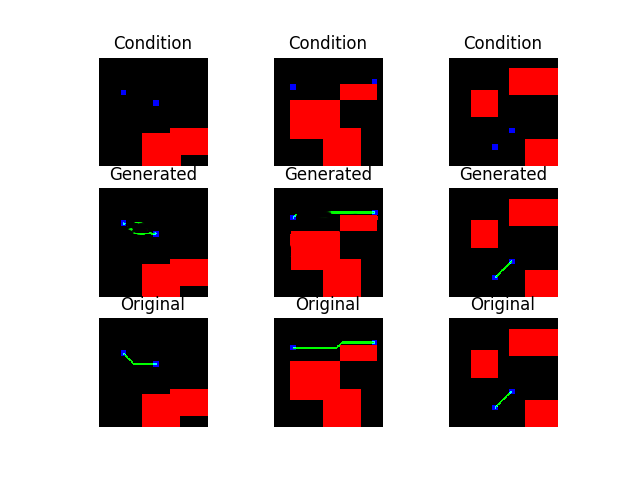 Condition
Condition
Condition
Generated
Generated
Generated
Original
Original
Original